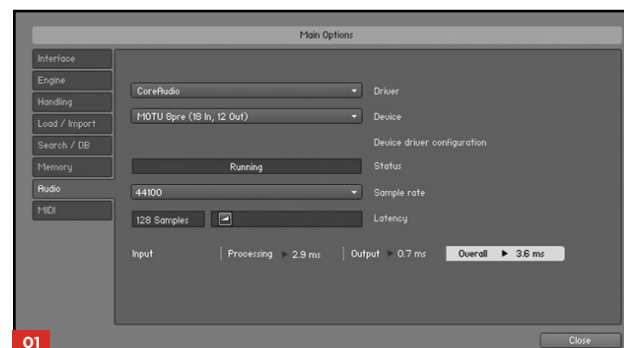 Main Options
Interface
Engine
Handling
Load / Import
Search / DB
Memory
Audio
MIDI
CoreAudio Driver
MOTU 8pre (18 In, 12 Out) Device
Device driver configuration
Running Status
44100 Sample rate
128 Samples Latency
Input Processing ▶ 2.9 ms Output ▶ 0.7 ms Overall ▶ 3.6 ms
01
Close